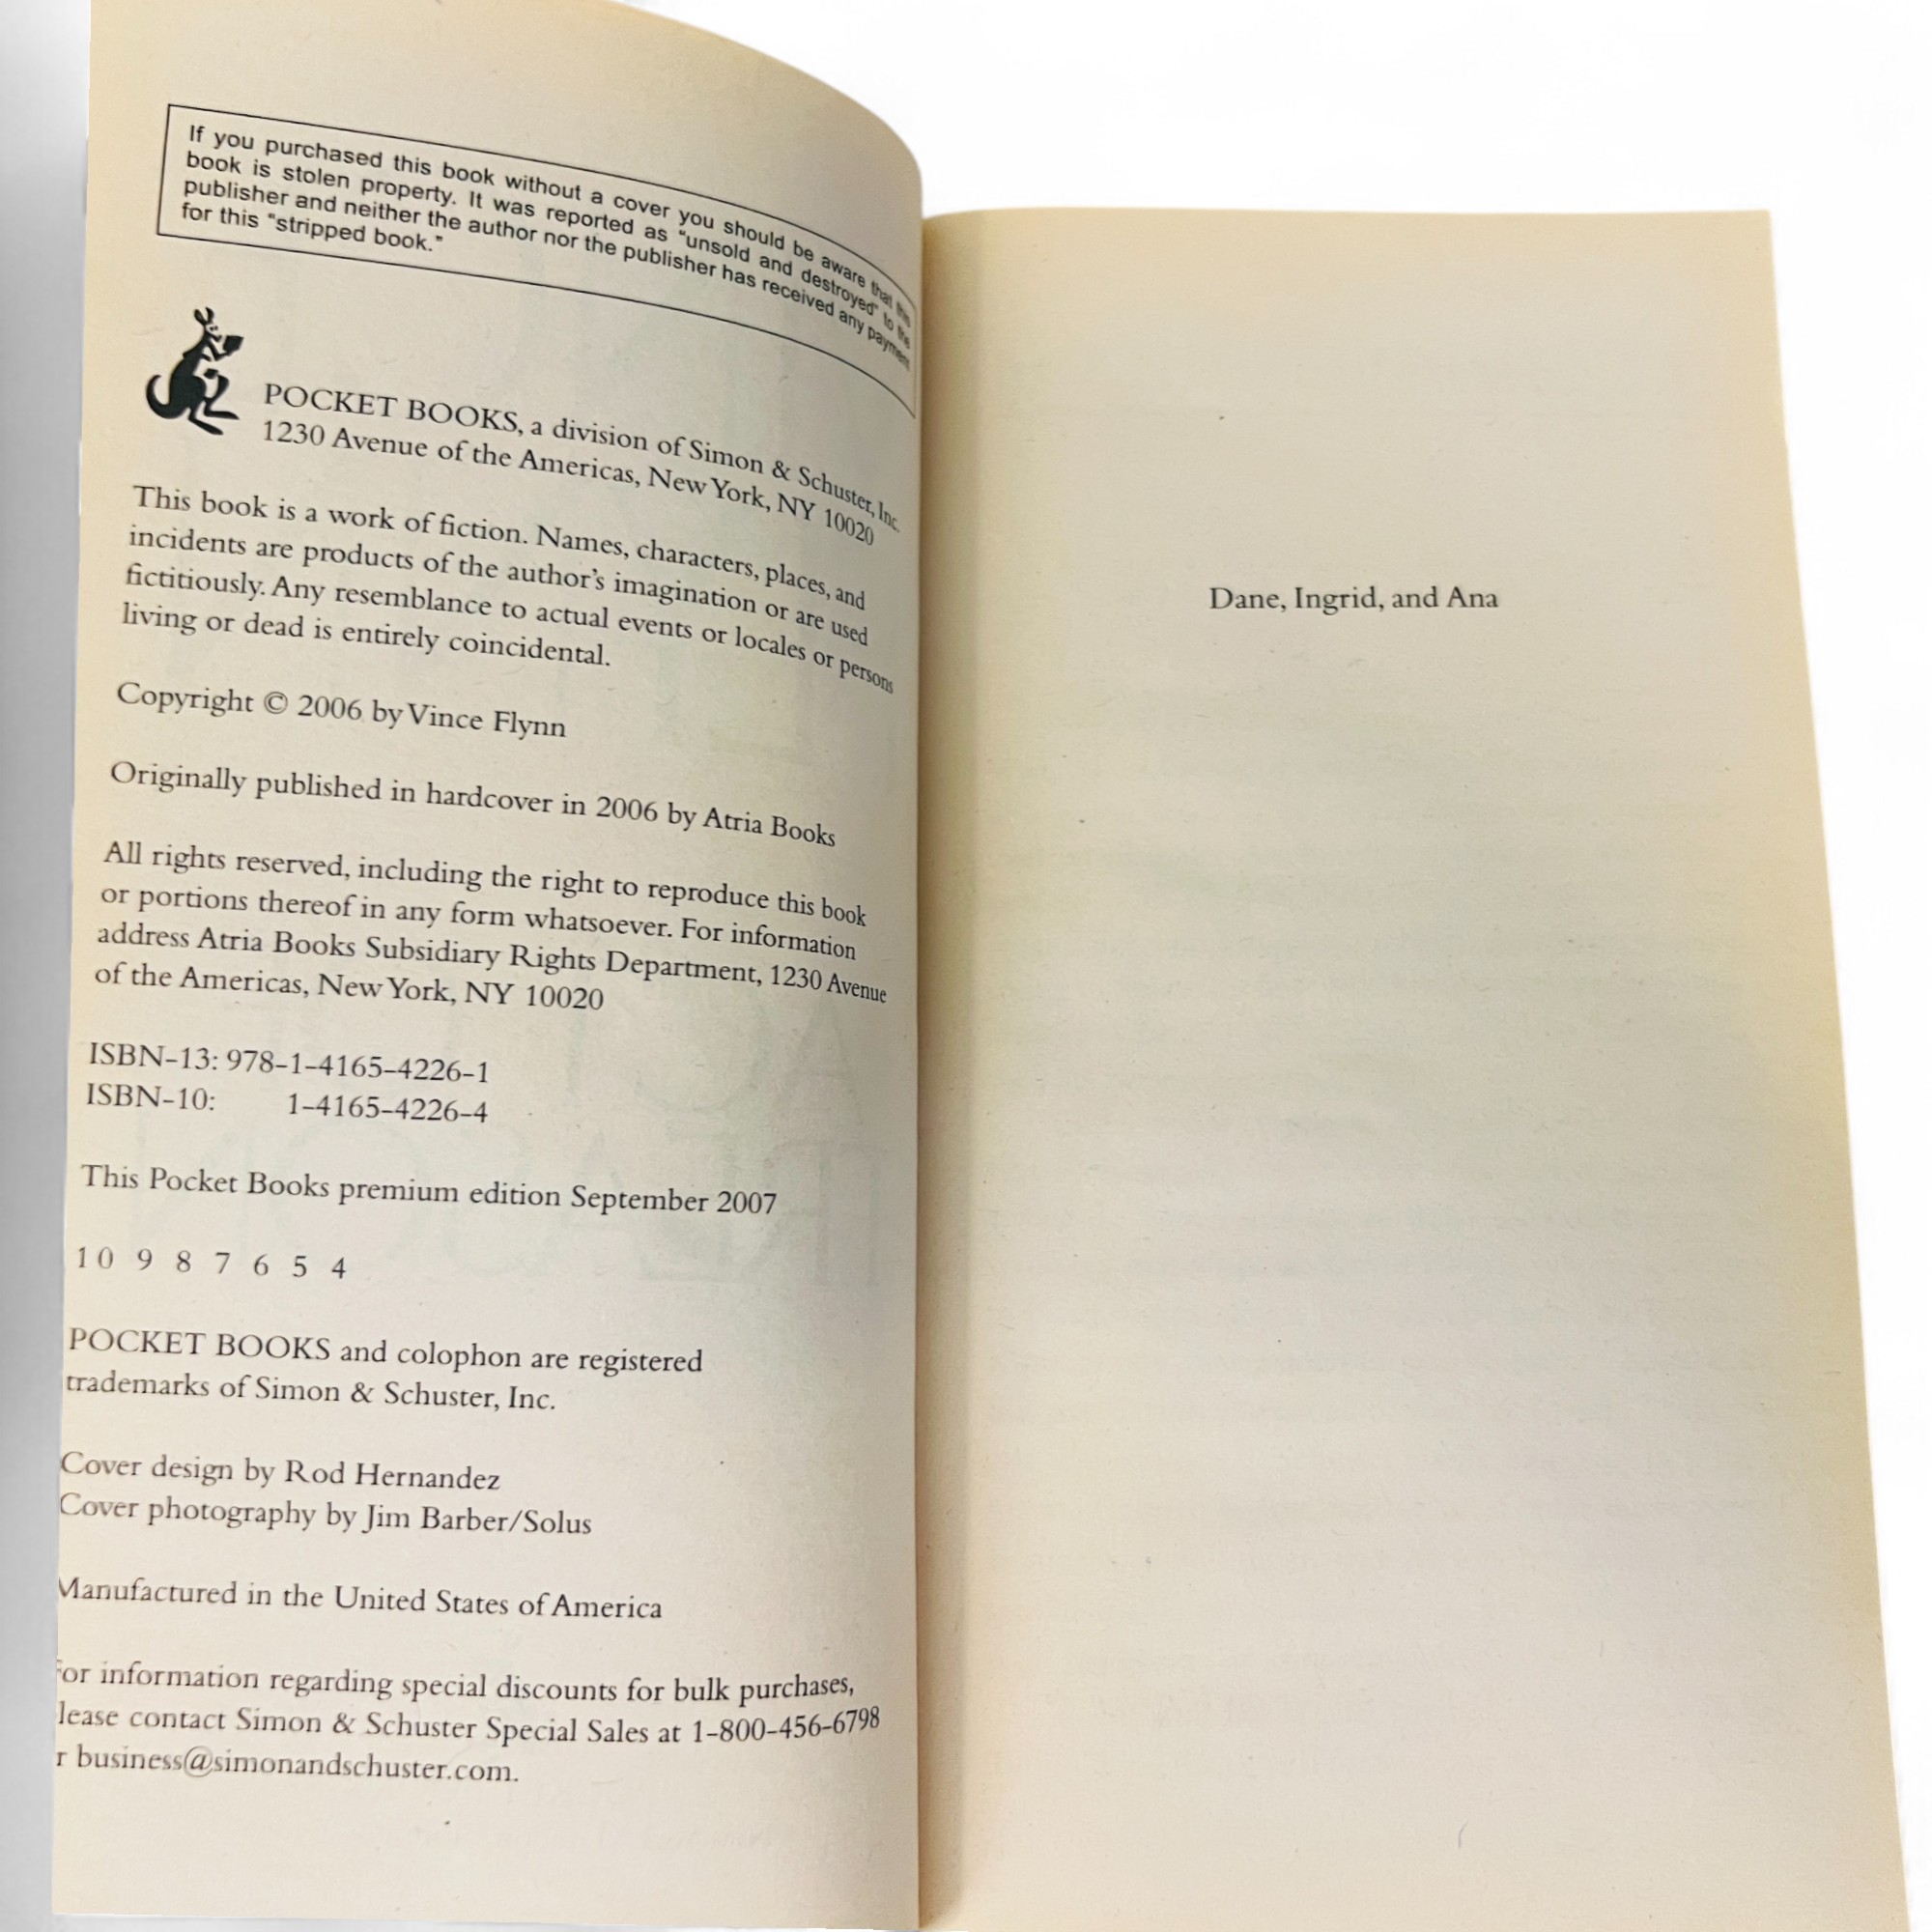 If you purchased this book without a cover you should be aware that this
book is stolen property. It was reported as “unsold and destroyed” to the
publisher and neither the author nor the publisher has received any payment
for this “stripped book.”
POCKET BOOKS, a division of Simon & Schuster, Inc.
1230 Avenue of the Americas, New York, NY 10020
This book is a work of fiction. Names, characters, places, and
incidents are products of the author’s imagination or are used
fictitiously. Any resemblance to actual events or locales or persons
living or dead is entirely coincidental.
Copyright © 2006 by Vince Flynn
Originally published in hardcover in 2006 by Atria Books
All rights reserved, including the right to reproduce this book
or portions thereof in any form whatsoever. For information
address Atria Books Subsidiary Rights Department, 1230 Avenue
of the Americas, New York, NY 10020
ISBN-13: 978-1-4165-4226-1
ISBN-10: 1-4165-4226-4
This Pocket Books premium edition September 2007
10 9 8 7 6 5 4
POCKET BOOKS and colophon are registered
trademarks of Simon & Schuster, Inc.
Cover design by Rod Hernandez
Cover photography by Jim Barber/Solus
Manufactured in the United States of America
For information regarding special discounts for bulk purchases,
lease contact Simon & Schuster Special Sales at 1-800-456-6798
r business@simonandschuster.com.
Dane, Ingrid, and Ana